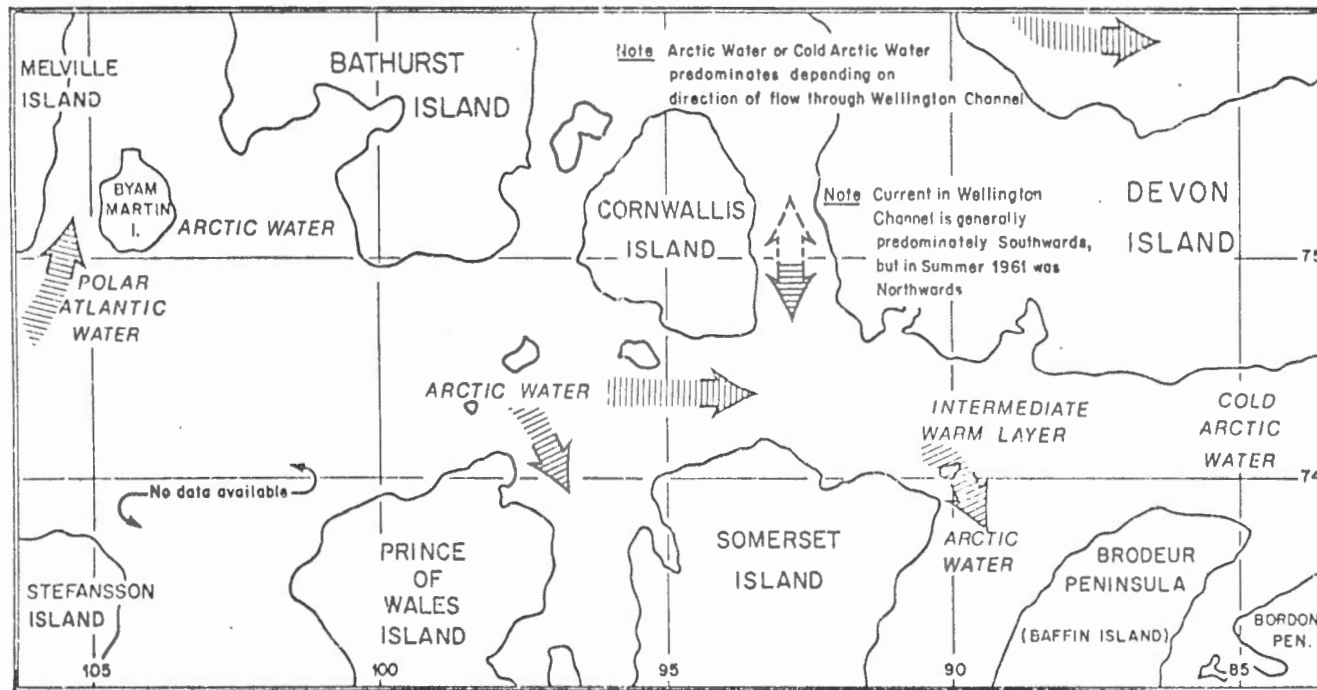 MELVILLE
ISLAND
BATHURST
ISLAND
Note Arctic Water or Cold Arctic Water
predominates depending on
direction of flow through Wellington Channel
BYAM
MARTIN
I.
ARCTIC WATER
CORNWALLIS
ISLAND
Note Current in Wellington
Channel is generally
predominately Southwards,
but in Summer 1961 was
Northwards
DEVON
ISLAND
75
POLAR
ATLANTIC
WATER
ARCTIC WATER
INTERMEDIATE
WARM LAYER
COLD
ARCTIC
WATER
74
No data available
STEFANSSON
ISLAND
PRINCE
OF
WALES
ISLAND
SOMERSET
ISLAND
ARCTIC
WATER
BRODEUR
PENINSULA
(BAFFIN ISLAND)
BORDON
PEN.
105
100
95
90
85